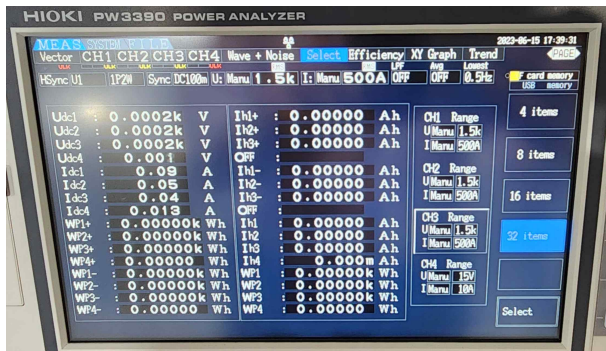 HIOKI PW3390 POWER ANALYZER
MEAS SYSTEM FILE 2023-06-15 17:39:31
Vector CH1 CH2 CH3 CH4 Wave + Noise Select Efficiency XY Graph Trend PAGE
HSync U1 1P2W Sync DC100m U: Manu 1.5k I: Manu 500A LPF OFF Avg OFF Lowest 0.5Hz CF card memory
USB memory
Udc1 : 0.0002k V Ih1+ : 0.00000 Ah
Udc2 : 0.0002k V Ih2+ : 0.00000 Ah
Udc3 : 0.0002k V Ih3+ : 0.00000 Ah
Udc4 : 0.001 V OFF :
Idc1 : 0.09 A Ih1- : 0.00000 Ah
Idc2 : 0.05 A Ih2- : 0.00000 Ah
Idc3 : 0.04 A Ih3- : 0.00000 Ah
Idc4 : 0.013 A OFF :
WP1+ : 0.00000k Wh Ih1 : 0.00000 Ah
WP2+ : 0.00000k Wh Ih2 : 0.00000 Ah
WP3+ : 0.00000k Wh Ih3 : 0.00000 Ah
WP4+ : 0.00000 Wh Ih4 : 0.000m Ah
WP1- : 0.00000k Wh WP1 : 0.00000k Wh
WP2- : 0.00000k Wh WP2 : 0.00000k Wh
WP3- : 0.00000k Wh WP3 : 0.00000k Wh
WP4- : 0.00000 Wh WP4 : 0.00000 Wh
CH1 Range
U Manu 1.5k
I Manu 500A
CH2 Range
U Manu 1.5k
I Manu 500A
CH3 Range
U Manu 1.5k
I Manu 500A
CH4 Range
U Manu 15V
I Manu 10A
4 items
8 items
16 items
32 items
Select